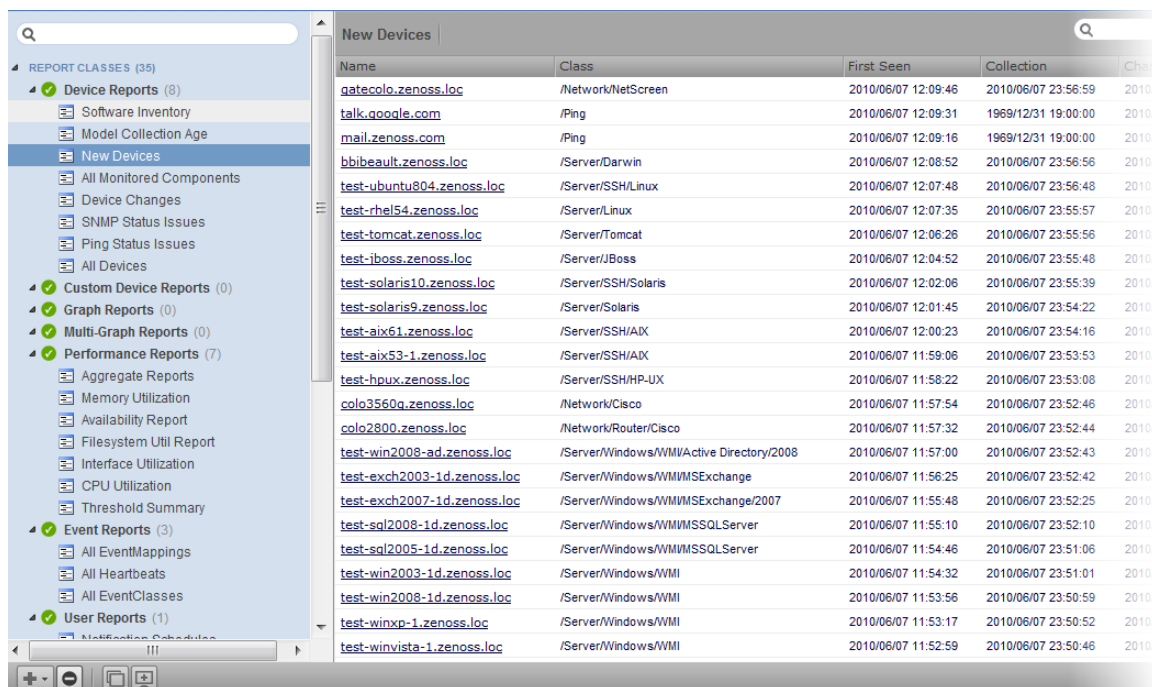 REPORT CLASSES (35)
Device Reports (8)
Software Inventory
Model Collection Age
New Devices
All Monitored Components
Device Changes
SNMP Status Issues
Ping Status Issues
All Devices
Custom Device Reports (0)
Graph Reports (0)
Multi-Graph Reports (0)
Performance Reports (7)
Aggregate Reports
Memory Utilization
Availability Report
Filesystem Util Report
Interface Utilization
CPU Utilization
Threshold Summary
Event Reports (3)
All EventMappings
All Heartbeats
All EventClasses
User Reports (1)
Notification Schedules
New Devices
Name Class First Seen Collection
gatecolo.zenoss.loc /Network/NetScreen 2010/06/07 12:09:46 2010/06/07 23:56:59 2010
talk.google.com /Ping 2010/06/07 12:09:31 1969/12/31 19:00:00 2010
mail.zenoss.com /Ping 2010/06/07 12:09:16 1969/12/31 19:00:00 2010
bbibeault.zenoss.loc /Server/Darwin 2010/06/07 12:08:52 2010/06/07 23:56:56 2010
test-ubuntu804.zenoss.loc /Server/SSH/Linux 2010/06/07 12:07:48 2010/06/07 23:56:48 2010
test-rhel54.zenoss.loc /Server/Linux 2010/06/07 12:07:35 2010/06/07 23:55:57 2010
test-tomcat.zenoss.loc /Server/Tomcat 2010/06/07 12:06:26 2010/06/07 23:55:56 2010
test-jboss.zenoss.loc /Server/JBoss 2010/06/07 12:04:52 2010/06/07 23:55:48 2010
test-solaris10.zenoss.loc /Server/SSH/Solaris 2010/06/07 12:02:06 2010/06/07 23:55:39 2010
test-solaris9.zenoss.loc /Server/Solaris 2010/06/07 12:01:45 2010/06/07 23:54:22 2010
test-aix61.zenoss.loc /Server/SSH/AIX 2010/06/07 12:00:23 2010/06/07 23:54:16 2010
test-aix53-1.zenoss.loc /Server/SSH/AIX 2010/06/07 11:59:06 2010/06/07 23:53:53 2010
test-hpux.zenoss.loc /Server/SSH/HP-UX 2010/06/07 11:58:22 2010/06/07 23:53:08 2010
colo3560g.zenoss.loc /Network/Cisco 2010/06/07 11:57:54 2010/06/07 23:52:46 2010
colo2800.zenoss.loc /Network/Router/Cisco 2010/06/07 11:57:32 2010/06/07 23:52:44 2010
test-win2008-ad.zenoss.loc /Server/Windows/WMI/Active Directory/2008 2010/06/07 11:57:00 2010/06/07 23:52:43 2010
test-exch2003-1d.zenoss.loc /Server/Windows/WMI/MSExchange 2010/06/07 11:56:25 2010/06/07 23:52:42 2010
test-exch2007-1d.zenoss.loc /Server/Windows/WMI/MSExchange/2007 2010/06/07 11:55:48 2010/06/07 23:52:25 2010
test-sql2008-1d.zenoss.loc /Server/Windows/WMI/MSSQLServer 2010/06/07 11:55:10 2010/06/07 23:52:10 2010
test-sql2005-1d.zenoss.loc /Server/Windows/WMI/MSSQLServer 2010/06/07 11:54:46 2010/06/07 23:51:06 2010
test-win2003-1d.zenoss.loc /Server/Windows/WMI 2010/06/07 11:54:32 2010/06/07 23:51:01 2010
test-win2008-1d.zenoss.loc /Server/Windows/WMI 2010/06/07 11:53:56 2010/06/07 23:50:59 2010
test-winxp-1.zenoss.loc /Server/Windows/WMI 2010/06/07 11:53:17 2010/06/07 23:50:52 2010
test-winvista-1.zenoss.loc /Server/Windows/WMI 2010/06/07 11:52:59 2010/06/07 23:50:46 2010